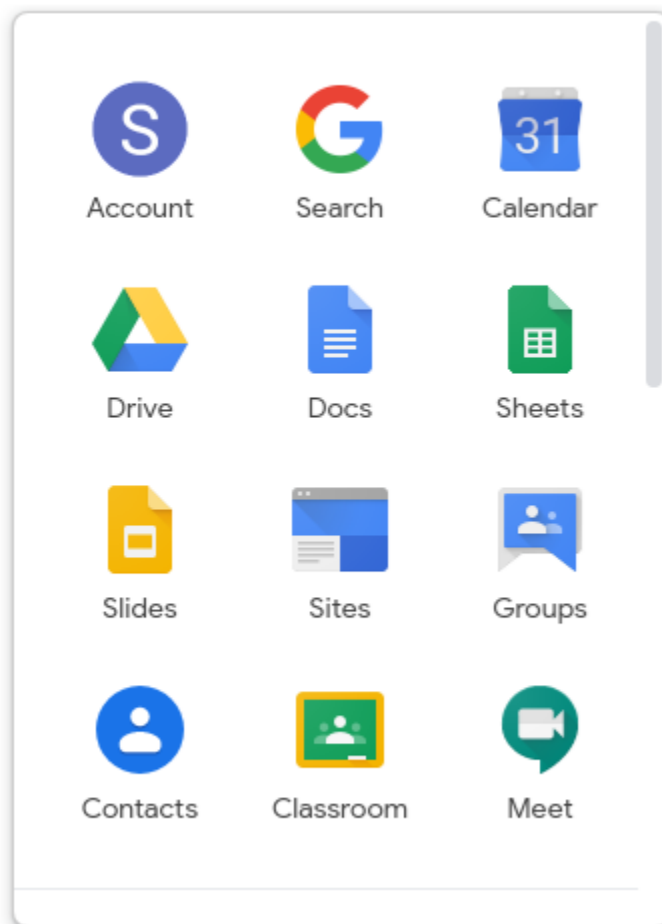 S
31
Account Search Calendar
Drive Docs Sheets
Slides Sites Groups
Contacts Classroom Meet